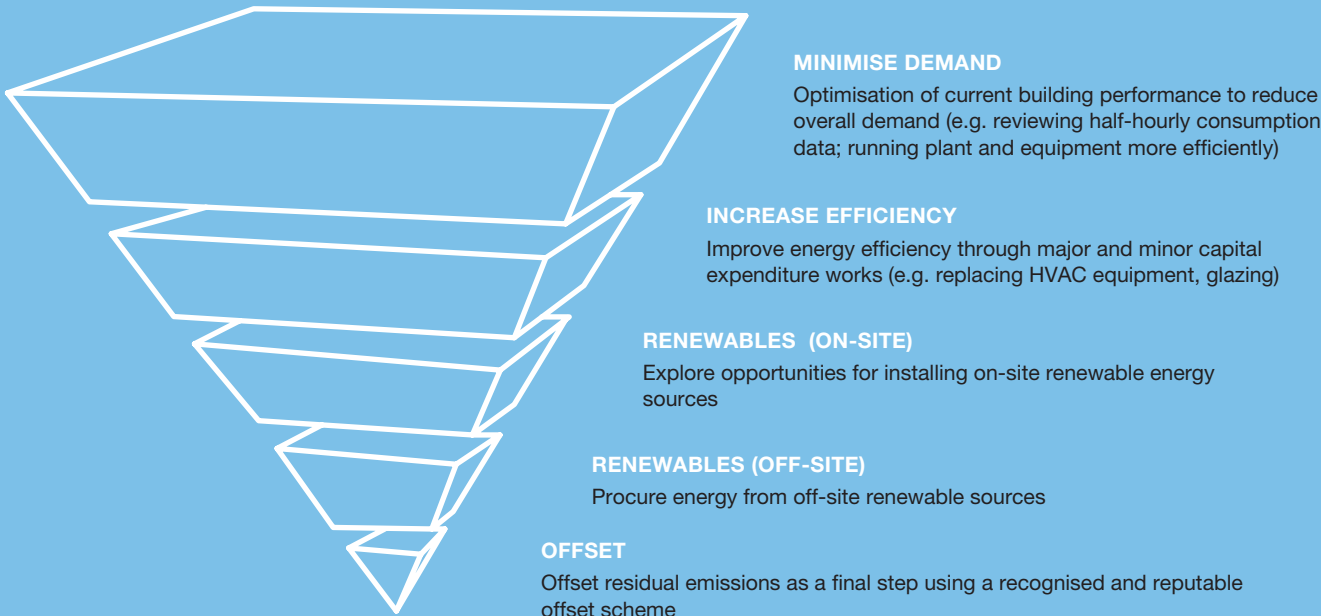 MINIMISE DEMAND
Optimisation of current building performance to reduce
overall demand (e.g. reviewing half-hourly consumption
data; running plant and equipment more efficiently)
INCREASE EFFICIENCY
Improve energy efficiency through major and minor capital
expenditure works (e.g. replacing HVAC equipment, glazing)
RENEWABLES (ON-SITE)
Explore opportunities for installing on-site renewable energy
sources
RENEWABLES (OFF-SITE)
Procure energy from off-site renewable sources
OFFSET
Offset residual emissions as a final step using a recognised and reputable
offset scheme